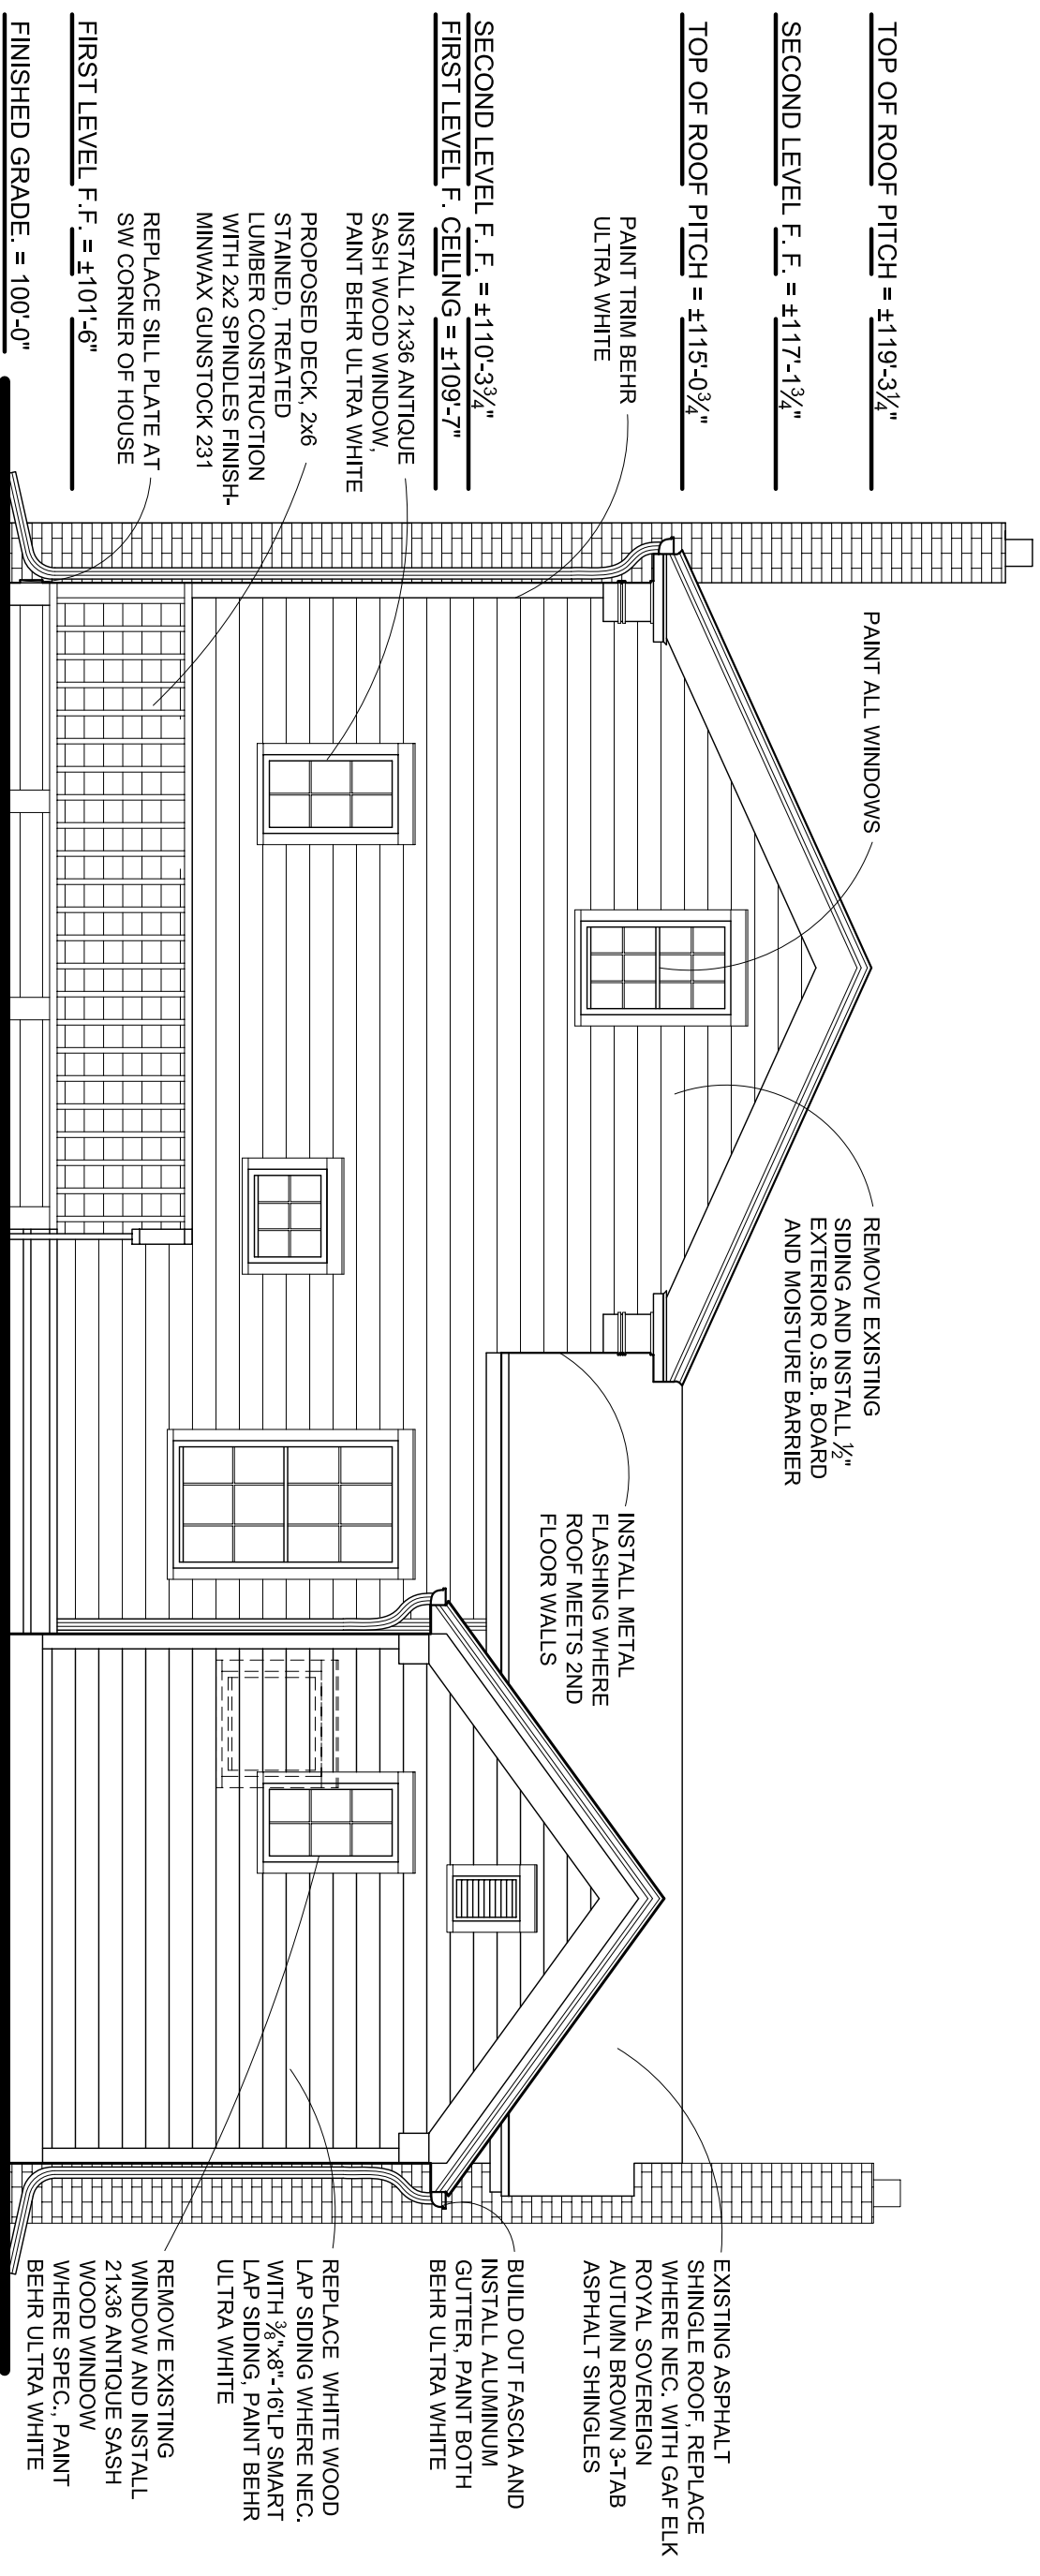 TOP OF ROOF PITCH = ±119'-3¼"
SECOND LEVEL F. F. = ±117'-1¾"
TOP OF ROOF PITCH = ±115'-0¾"
SECOND LEVEL F. F. = ±110'-3¾"
FIRST LEVEL F. CEILING = ±109'-7"
FIRST LEVEL F.F. = ±101'-6"
FINISHED GRADE. = 100'-0"
PAINT TRIM BEHR
ULTRA WHITE
INSTALL 21x36 ANTIQUE
SASH WOOD WINDOW,
PAINT BEHR ULTRA WHITE
PROPOSED DECK, 2x6
STAINED, TREATED
LUMBER CONSTRUCTION
WITH 2x2 SPINDLES FINISH-
MINWAX GUNSTOCK 231
REPLACE SILL PLATE AT
SW CORNER OF HOUSE
PAINT ALL WINDOWS
REMOVE EXISTING
SIDING AND INSTALL ½"
EXTERIOR O.S.B. BOARD
AND MOISTURE BARRIER
INSTALL METAL
FLASHING WHERE
ROOF MEETS 2ND
FLOOR WALLS
EXISTING ASPHALT
SHINGLE ROOF, REPLACE
WHERE NEC. WITH GAF ELK
ROYAL SOVEREIGN
AUTUMN BROWN 3-TAB
ASPHALT SHINGLES
BUILD OUT FASCIA AND
INSTALL ALUMINUM
GUTTER, PAINT BOTH
BEHR ULTRA WHITE
REPLACE WHITE WOOD
LAP SIDING WHERE NEC.
WITH ⅜"x8"-16'LP SMART
LAP SIDING, PAINT BEHR
ULTRA WHITE
REMOVE EXISTING
WINDOW AND INSTALL
21x36 ANTIQUE SASH
WOOD WINDOW
WHERE SPEC., PAINT
BEHR ULTRA WHITE